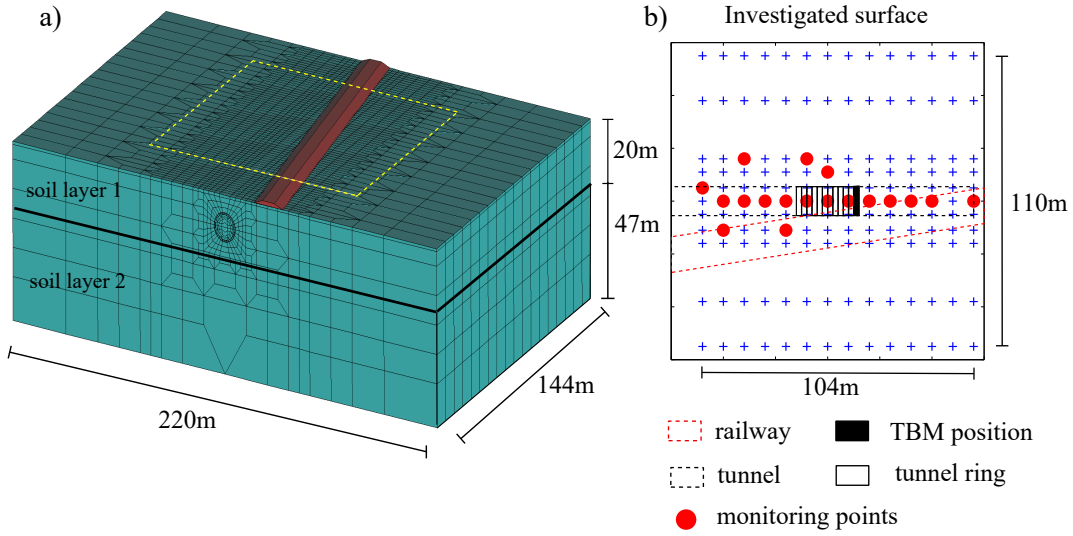 a)
20m
soil layer 1
47m
soil layer 2
144m
220m
b)
Investigated surface
110m
104m
railway
TBM position
tunnel
tunnel ring
monitoring points